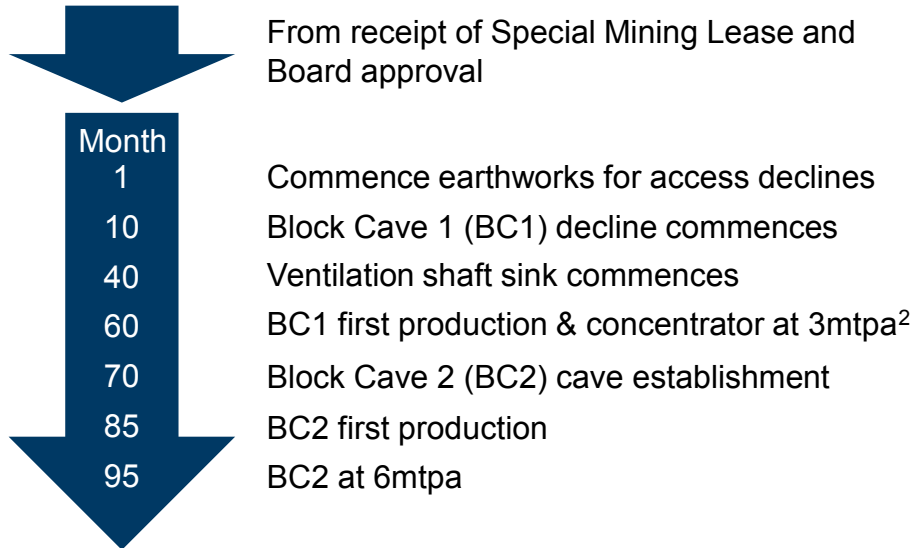 From receipt of Special Mining Lease and
Board approval
Month
1 Commence earthworks for access declines
10 Block Cave 1 (BC1) decline commences
40 Ventilation shaft sink commences
60 BC1 first production & concentrator at 3mtpa²
70 Block Cave 2 (BC2) cave establishment
85 BC2 first production
95 BC2 at 6mtpa